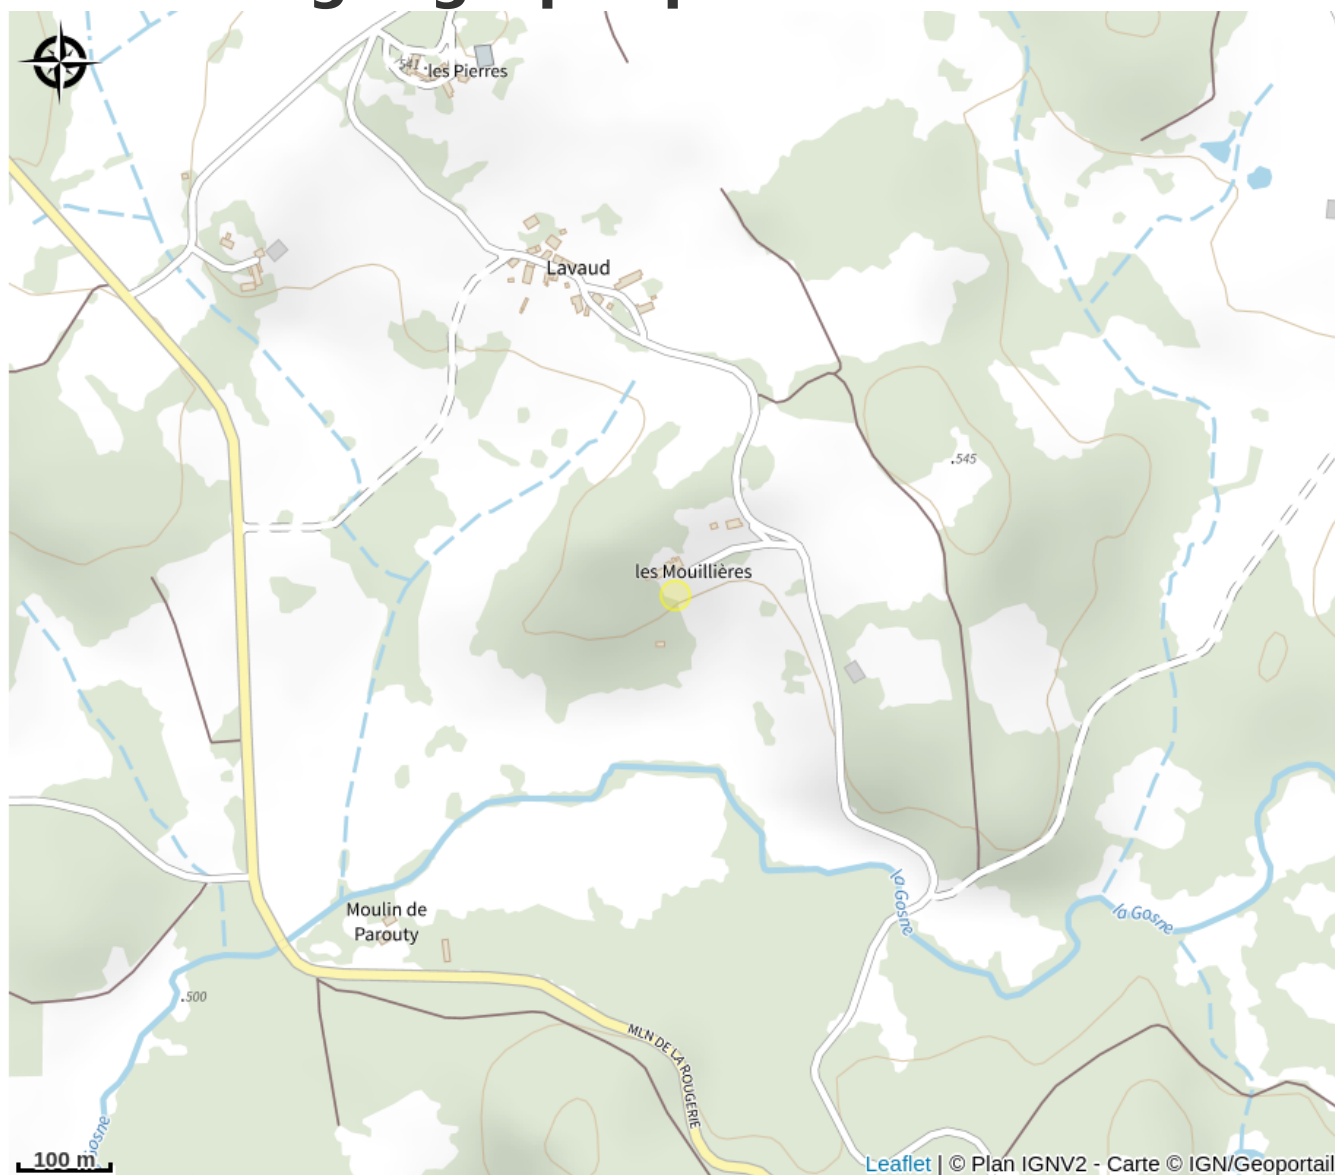 541
les Pierres
Lavaud
545
les Mouillières
la Gosne
la Gosne
Moulin de
Parouty
500
MLN DE LA ROUGERIE
100 m
Leaflet | © Plan IGNV2 - Carte © IGN/Geoportail